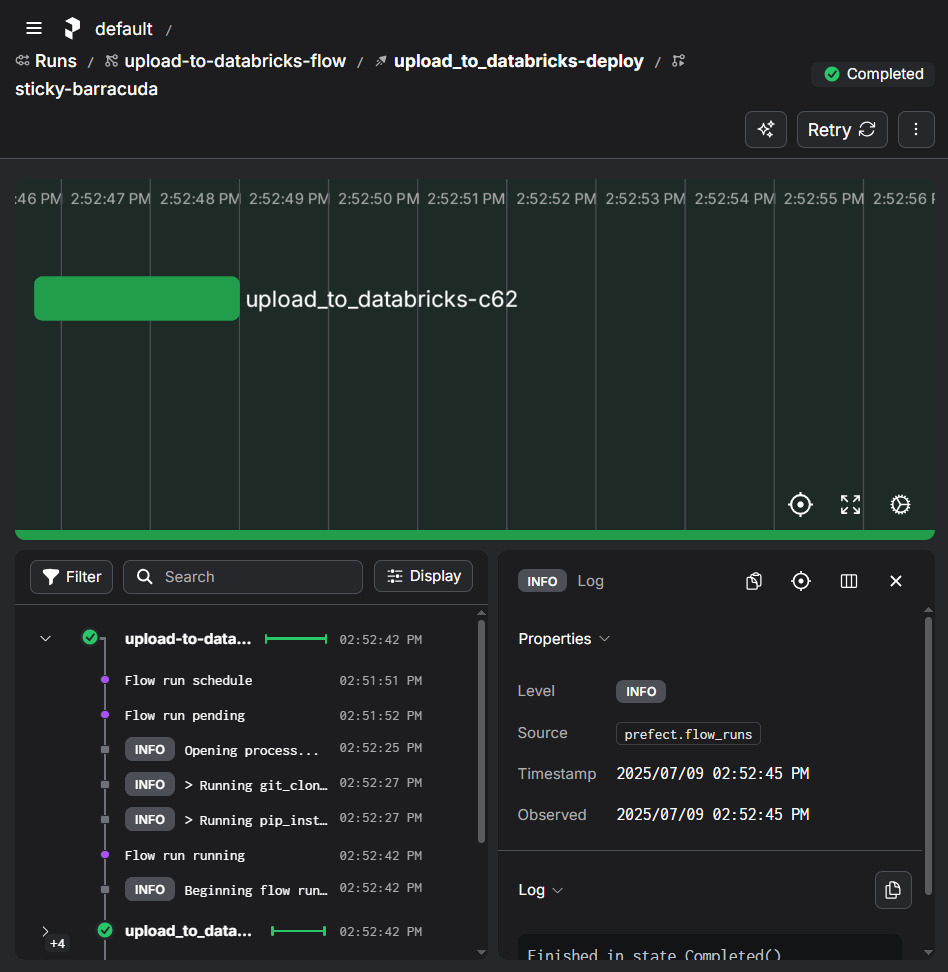 default /
Runs / upload-to-databricks-flow / upload_to_databricks-deploy /
sticky-barracuda
Completed
Retry
:46 PM 2:52:47 PM 2:52:48 PM 2:52:49 PM 2:52:50 PM 2:52:51 PM 2:52:52 PM 2:52:53 PM 2:52:54 PM 2:52:55 PM 2:52:56 P
upload_to_databricks-c62
Filter Search Display
upload-to-data... 02:52:42 PM
Flow run schedule 02:51:51 PM
Flow run pending 02:51:52 PM
INFO Opening process... 02:52:25 PM
INFO > Running git_clon... 02:52:27 PM
INFO > Running pip_inst... 02:52:27 PM
Flow run running 02:52:42 PM
INFO Beginning flow run... 02:52:42 PM
upload_to_data... 02:52:42 PM
+4
INFO Log
Properties
Level INFO
Source prefect.flow_runs
Timestamp 2025/07/09 02:52:45 PM
Observed 2025/07/09 02:52:45 PM
Log
Finished in state Completed()